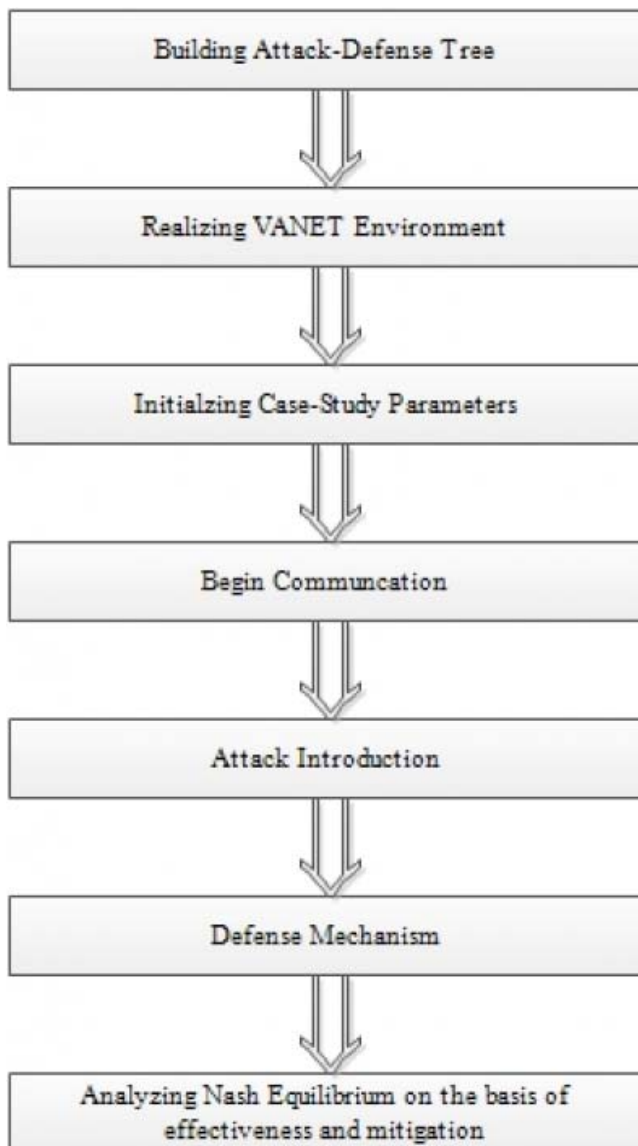 Building Attack-Defense Tree
Realizing VANET Environment
Initialzing Case-Study Parameters
Begin Communcation
Attack Introduction
Defense Mechanism
Analyzing Nash Equilibrium on the basis of
effectiveness and mitigation